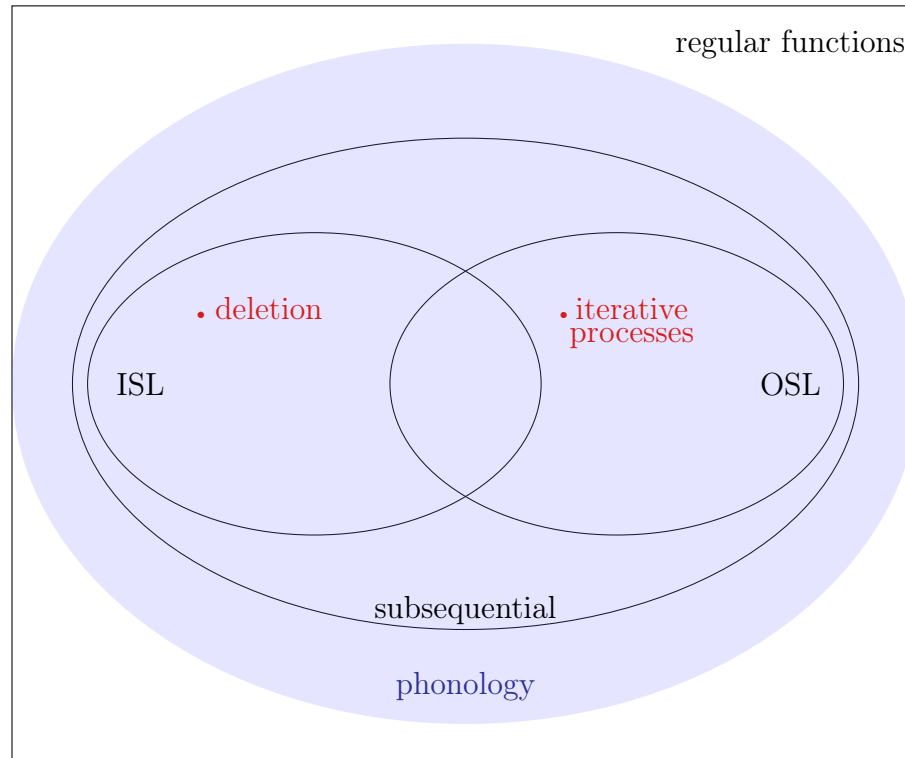 regular functions
deletion
iterative
processes
ISL
OSL
subsequential
phonology